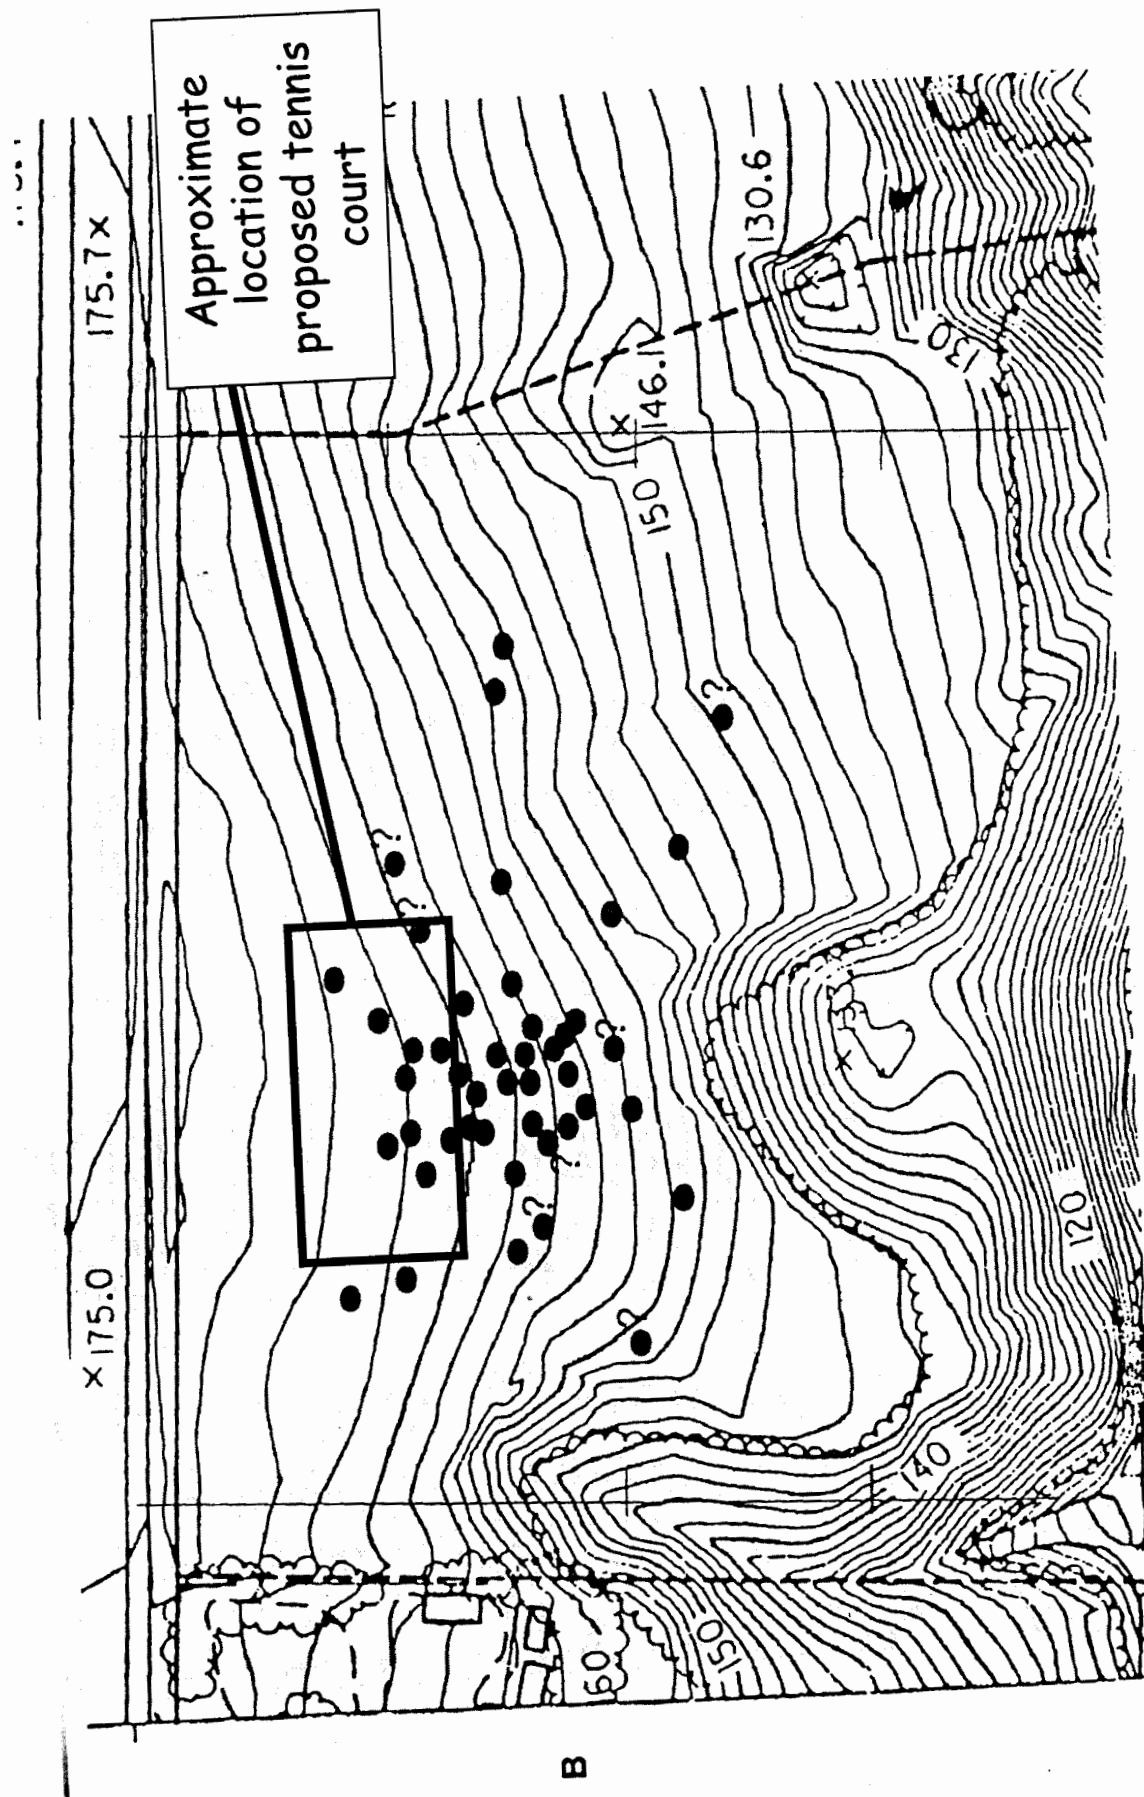 x 175.0
175.7 x
Approximate
location of
proposed tennis
court
?
?
?
?
?
?
?
B
60
150
x 146.1
150
130.6
x
140
130
120